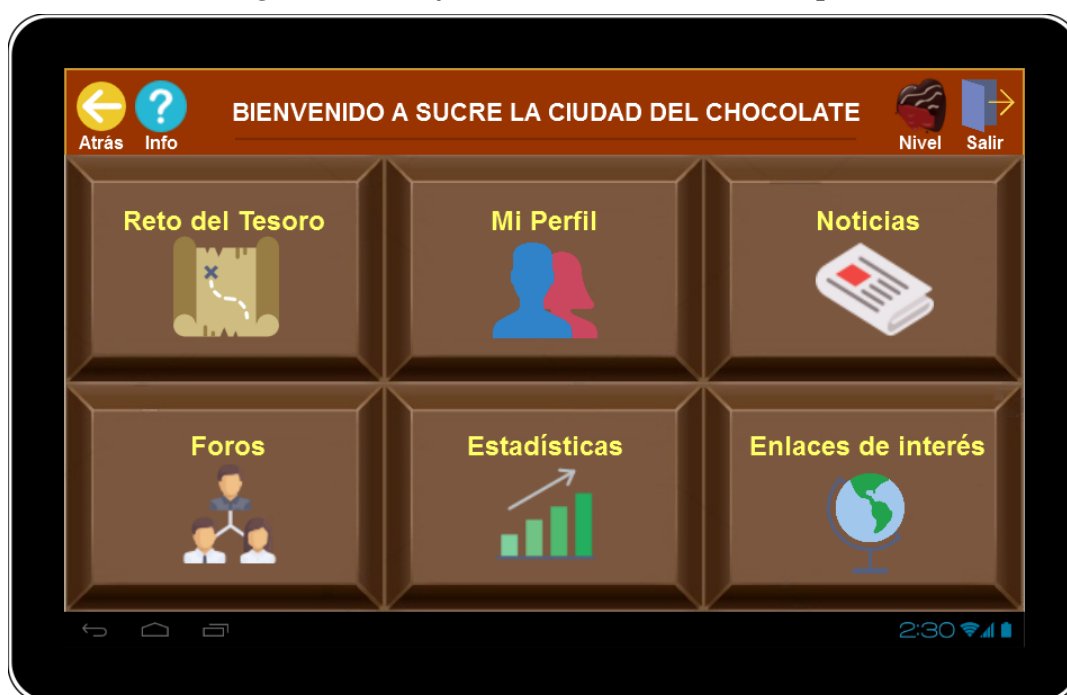 BIENVENIDO A SUCRE LA CIUDAD DEL CHOCOLATE
Atrás Info Nivel Salir
Reto del Tesoro Mi Perfil Noticias
Foros Estadísticas Enlaces de interés
2:30